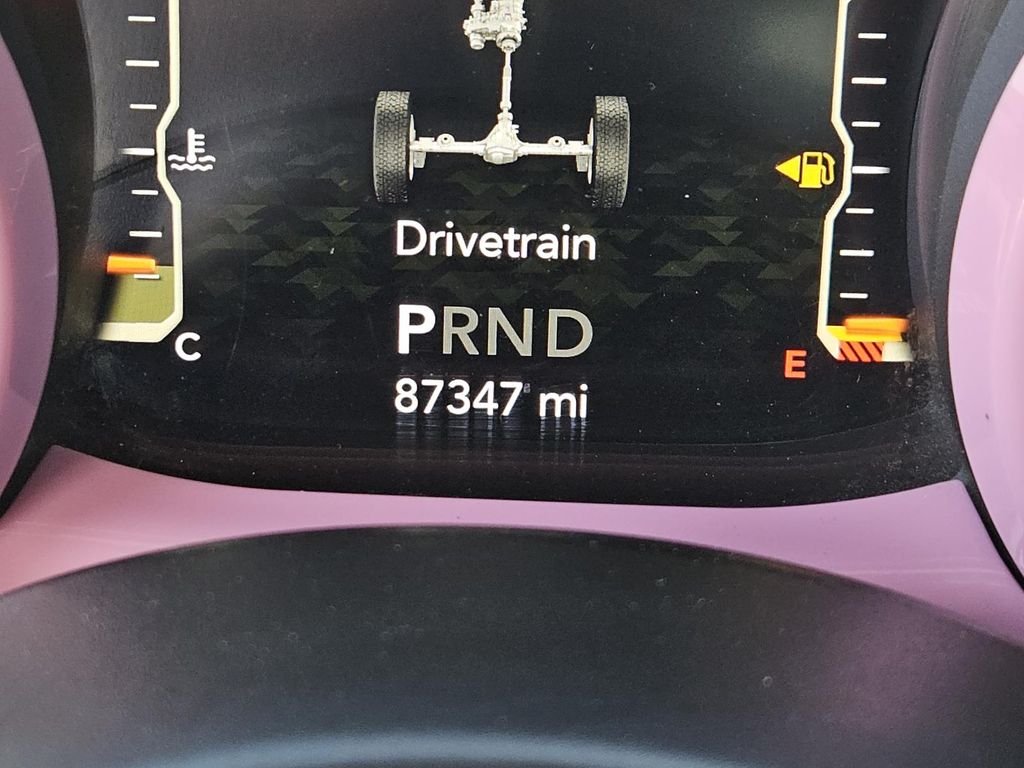 Drivetrain
PRND
C
E
87347 mi